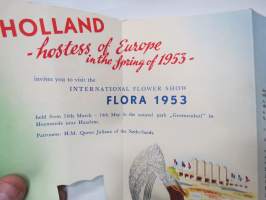 HOLLAND
- hostess of Europe
in the Spring of 1953 -
invites you to visit the
INTERNATIONAL FLOWER SHOW
FLORA 1953
held from 14th March - 14th May in the natural park „Groenendaal” in
Heemstede near Haarlem.
Patroness: H.M. Queen Juliana of the Netherlands.